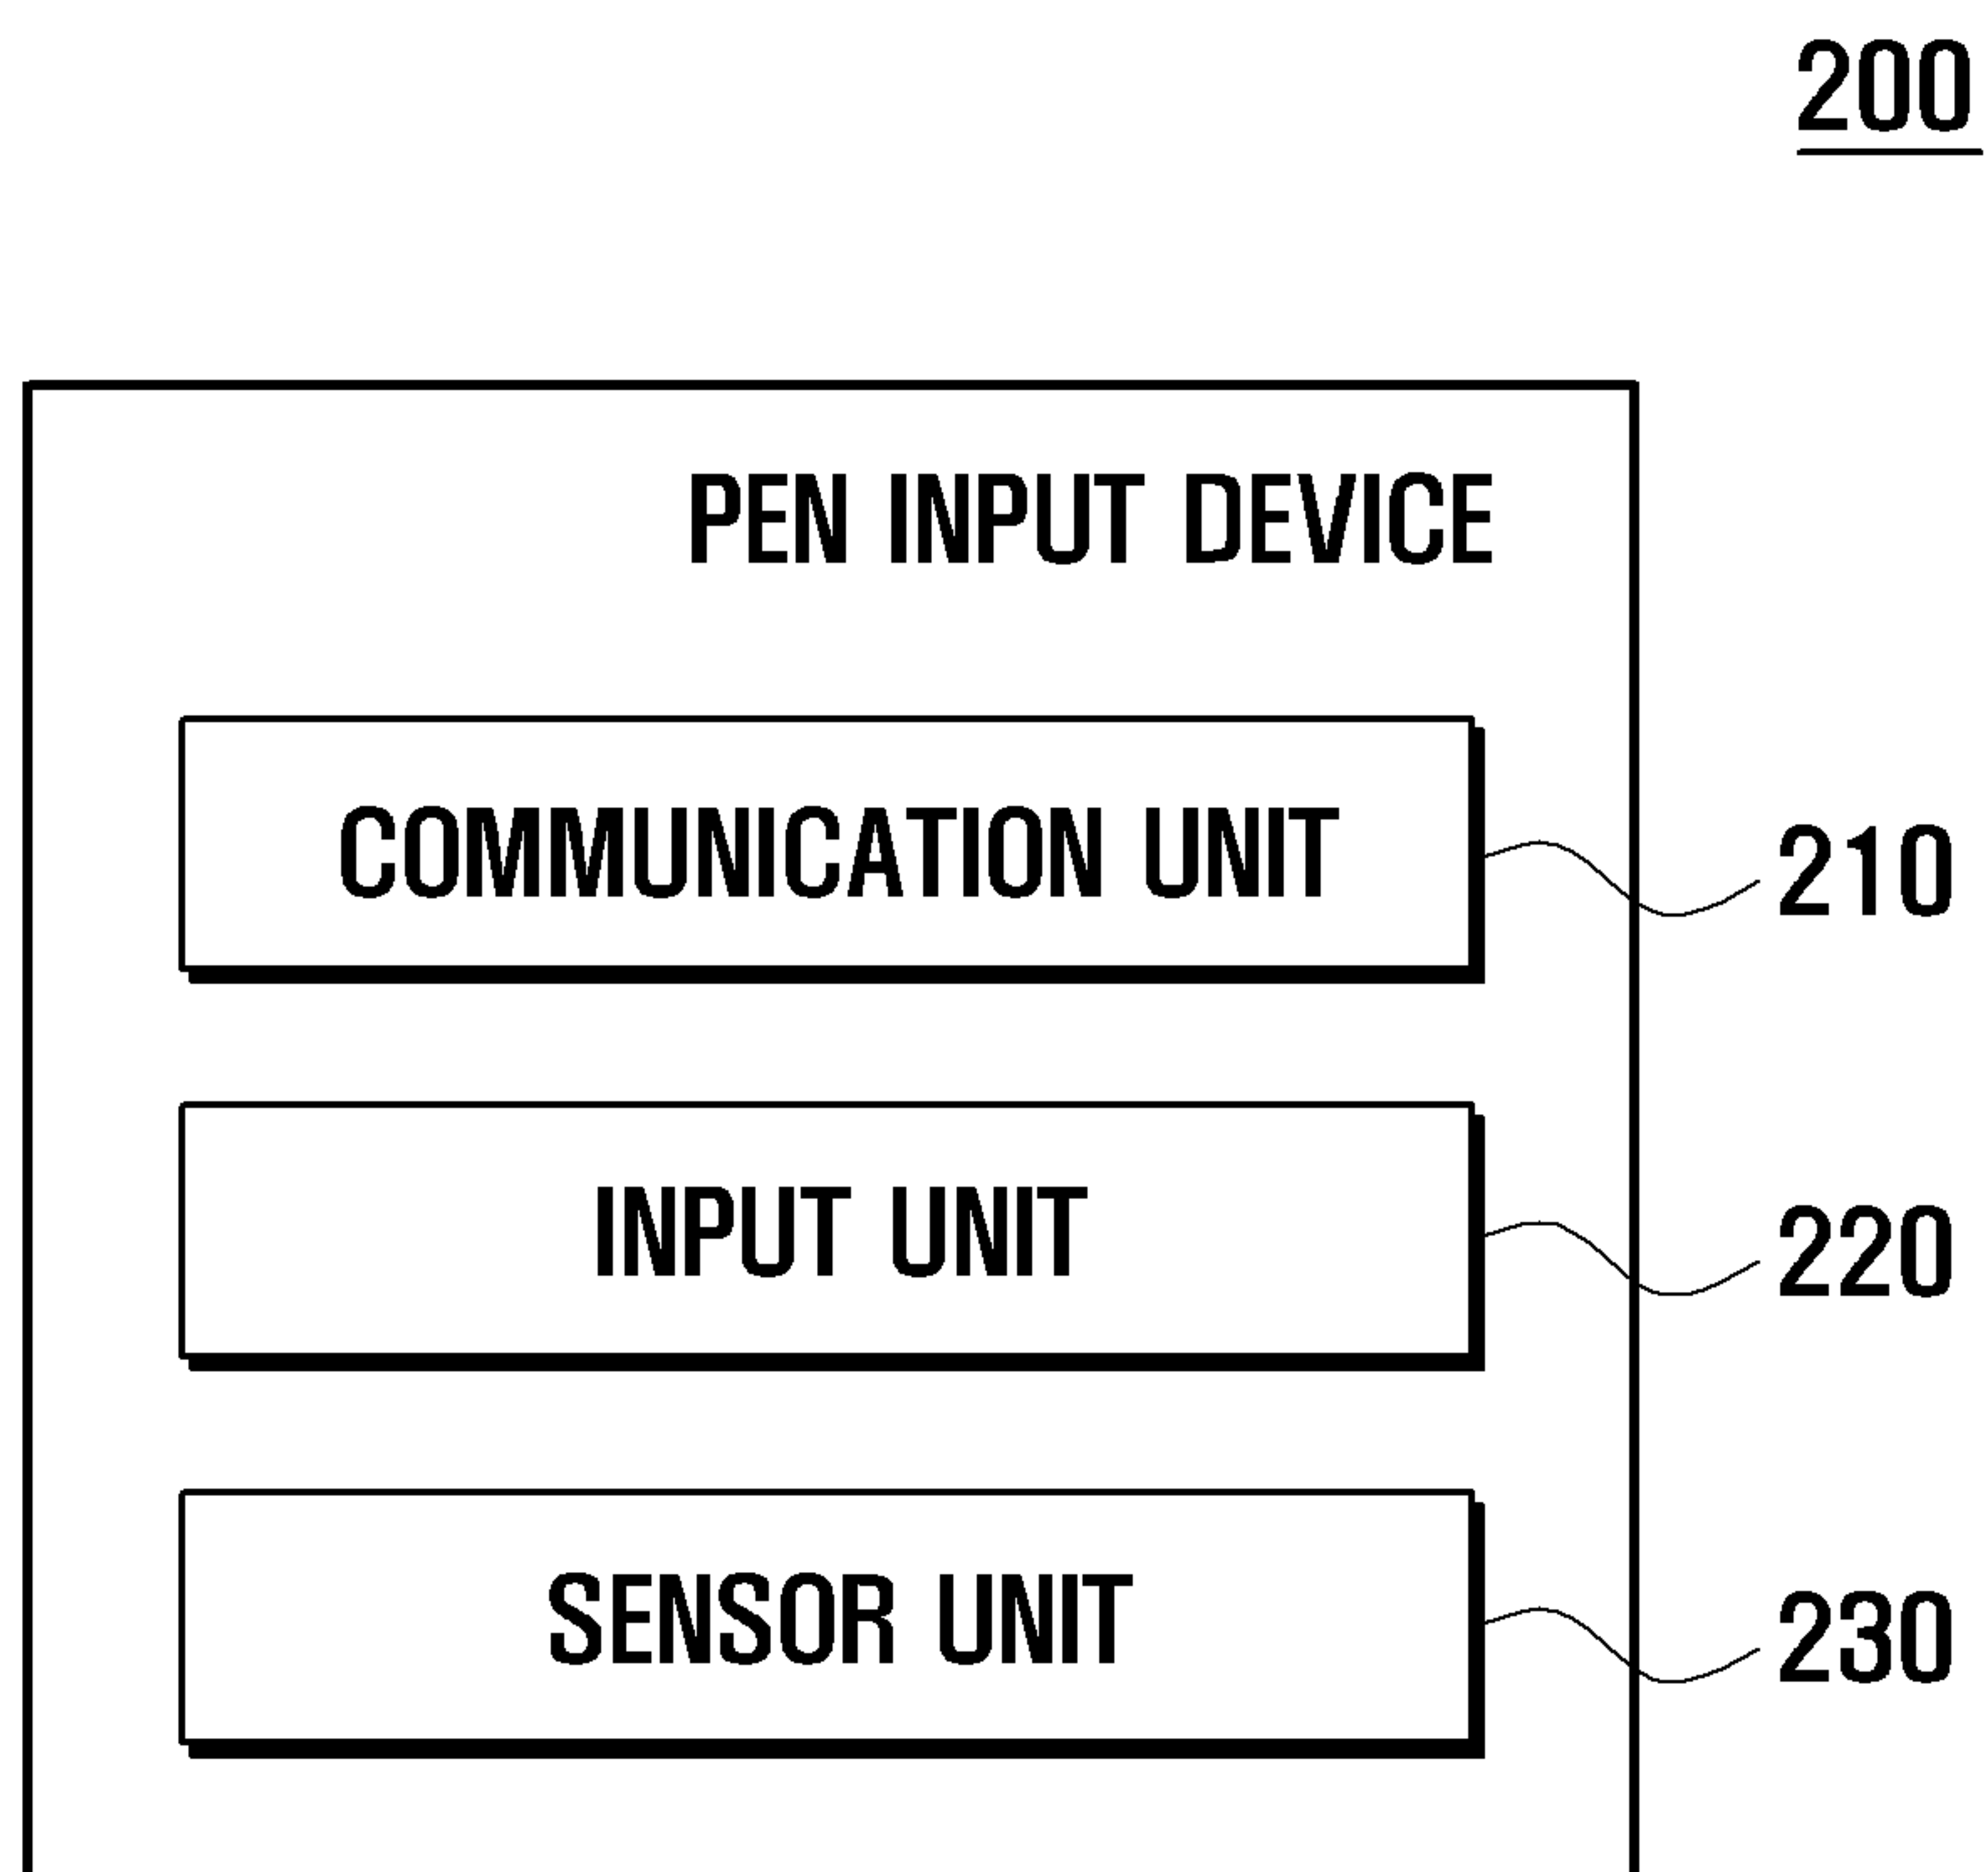 200
PEN INPUT DEVICE
COMMUNICATION UNIT
210
INPUT UNIT
220
SENSOR UNIT
230